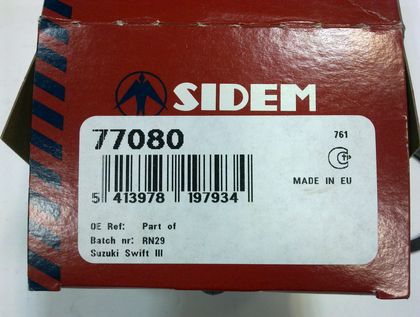 SIDEM
77080
761
5 413978 197934
MADE IN EU
OE Ref: Part of
Batch nr: RN29
Suzuki Swift III